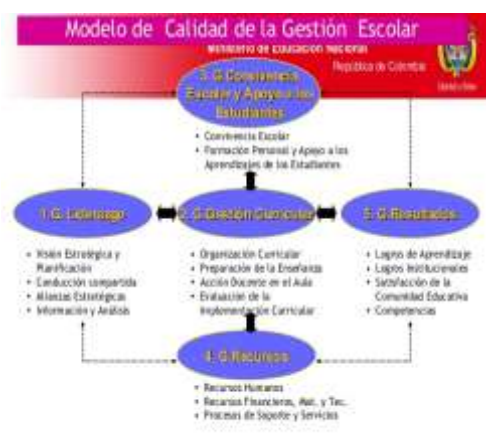 Modelo de Calidad de la Gestión Escolar
Ministerio de Educación Nacional
República de Colombia
3. G.Convivencia
Escolar y Apoyo a los
Estudiantes
• Convivencia Escolar
• Formación Personal y Apoyo a los
Aprendizajes de los Estudiantes
1.G. Liderazgo
2. G.Gestión Curricular
5. G.Resultados
• Visión Estratégica y
Planificación
• Conducción compartida
• Alianzas Estratégicas
• Información y Análisis
• Organización Curricular
• Preparación de la Enseñanza
• Acción Docente en el Aula
• Evaluación de la
Implementación Curricular
• Logros de Aprendizaje
• Logros Institucionales
• Satisfacción de la
Comunidad Educativa
• Competencias
4. G.Recursos
• Recursos Humanos
• Recursos Financieros, Mat. y Tec.
• Procesos de Soporte y Servicios